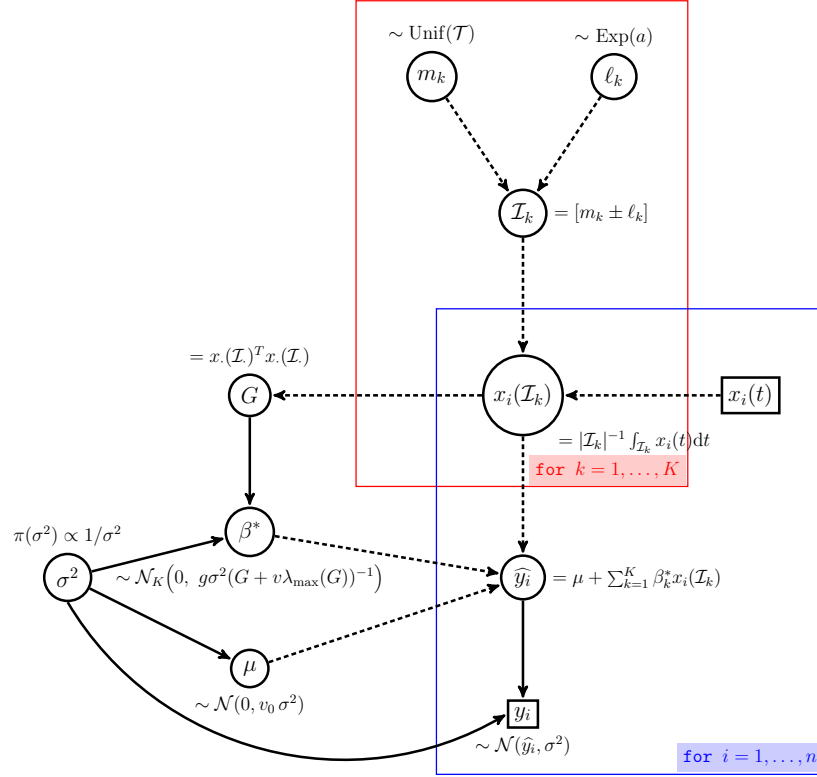 ∼ Unif(𝒯)
∼ Exp(a)
m_k
ℓ_k
ℐ_k
= [m_k ± ℓ_k]
= x.(ℐ.)^T x.(ℐ.)
G
x_i(ℐ_k)
x_i(t)
= |ℐ_k|^{−1} ∫_{ℐ_k} x_i(t)dt
for k = 1, . . . , K
π(σ²) ∝ 1/σ²
β*
σ²
∼ 𝒩_K(0, gσ²(G + vλ_max(G))^{−1})
ŷ_i
= μ + ∑_{k=1}^{K} β*_k x_i(ℐ_k)
μ
∼ 𝒩(0, v_0 σ²)
y_i
∼ 𝒩(ŷ_i, σ²)
for i = 1, . . . , n